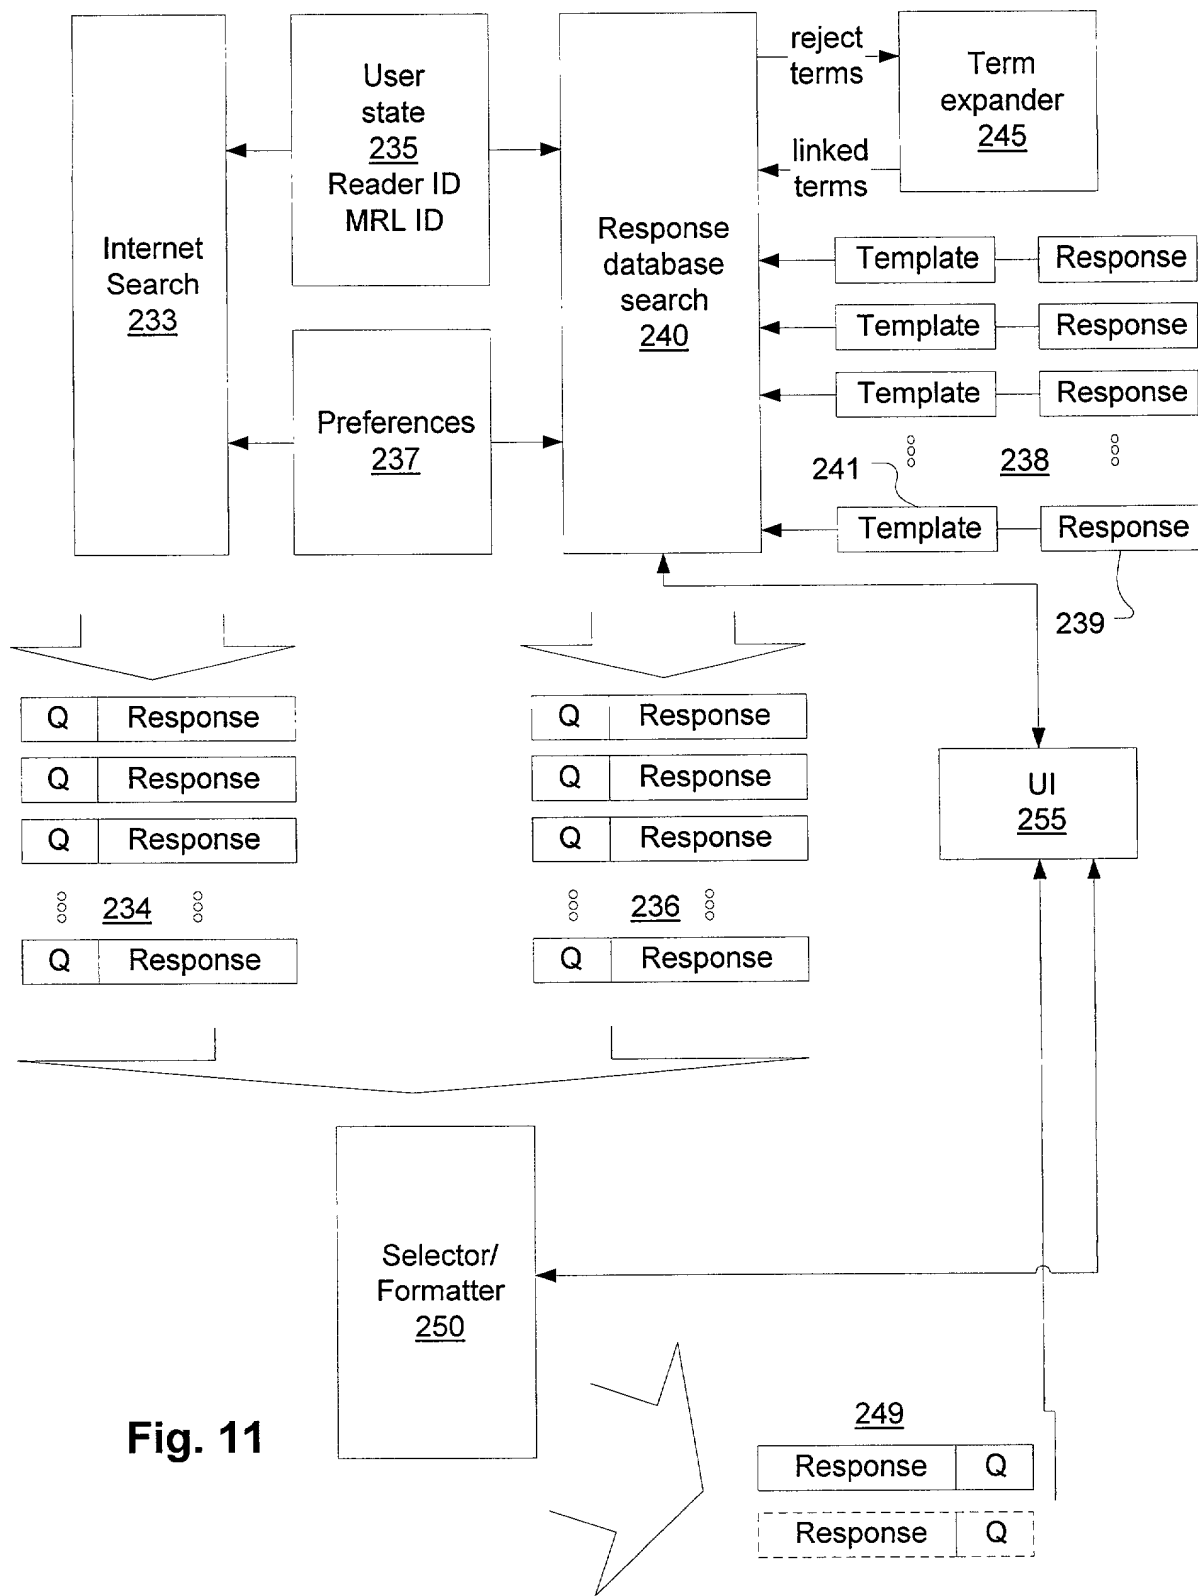 User
state
235
Reader ID
MRL ID
reject
terms
Term
expander
245
linked
terms
Internet
Search
233
Response
database
search
240
Template
Response
Template
Response
Template
Response
Preferences
237
241
238
Template
Response
239
Q Response
Q Response
Q Response
234
Q Response
Q Response
Q Response
Q Response
236
Q Response
UI
255
Selector/
Formatter
250
Fig. 11
249
Response Q
Response Q